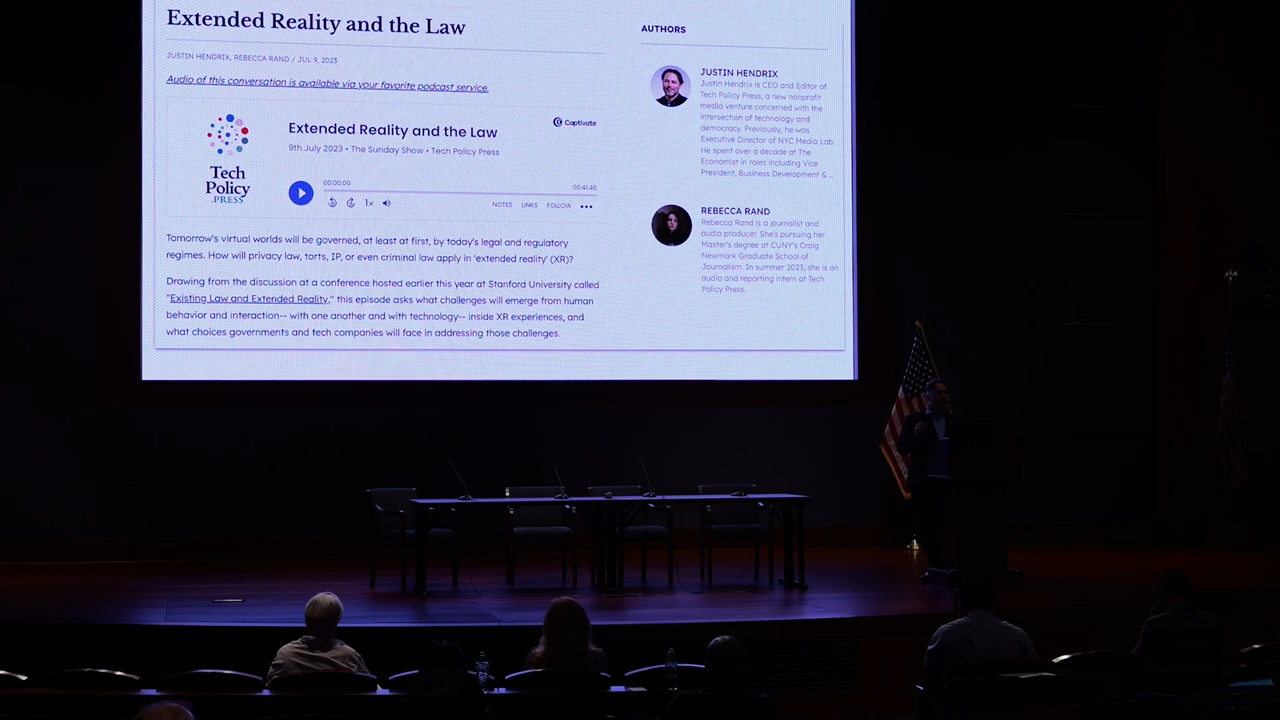 Extended Reality and the Law
JUSTIN HENDRIX, REBECCA RAND / JUL 9, 2023
Audio of this conversation is available via your favorite podcast service.
Tech
Policy
.PRESS
Captivate
Extended Reality and the Law
9th July 2023 • The Sunday Show • Tech Policy Press
00:00:00
00:41:45
1x
NOTES LINKS FOLLOW
Tomorrow's virtual worlds will be governed, at least at first, by today's legal and regulatory
regimes. How will privacy law, torts, IP, or even criminal law apply in 'extended reality' (XR)?
Drawing from the discussion at a conference hosted earlier this year at Stanford University called
"Existing Law and Extended Reality," this episode asks what challenges will emerge from human
behavior and interaction-- with one another and with technology-- inside XR experiences, and
what choices governments and tech companies will face in addressing those challenges.
AUTHORS
JUSTIN HENDRIX
Justin Hendrix is CEO and Editor of
Tech Policy Press, a new nonprofit
media venture concerned with the
intersection of technology and
democracy. Previously, he was
Executive Director of NYC Media Lab.
He spent over a decade at The
Economist in roles including Vice
President, Business Development & ...
REBECCA RAND
Rebecca Rand is a journalist and
audio producer. She's pursuing her
Master's degree at CUNY's Craig
Newmark Graduate School of
Journalism. In summer 2023, she is an
audio and reporting intern at Tech
Policy Press.